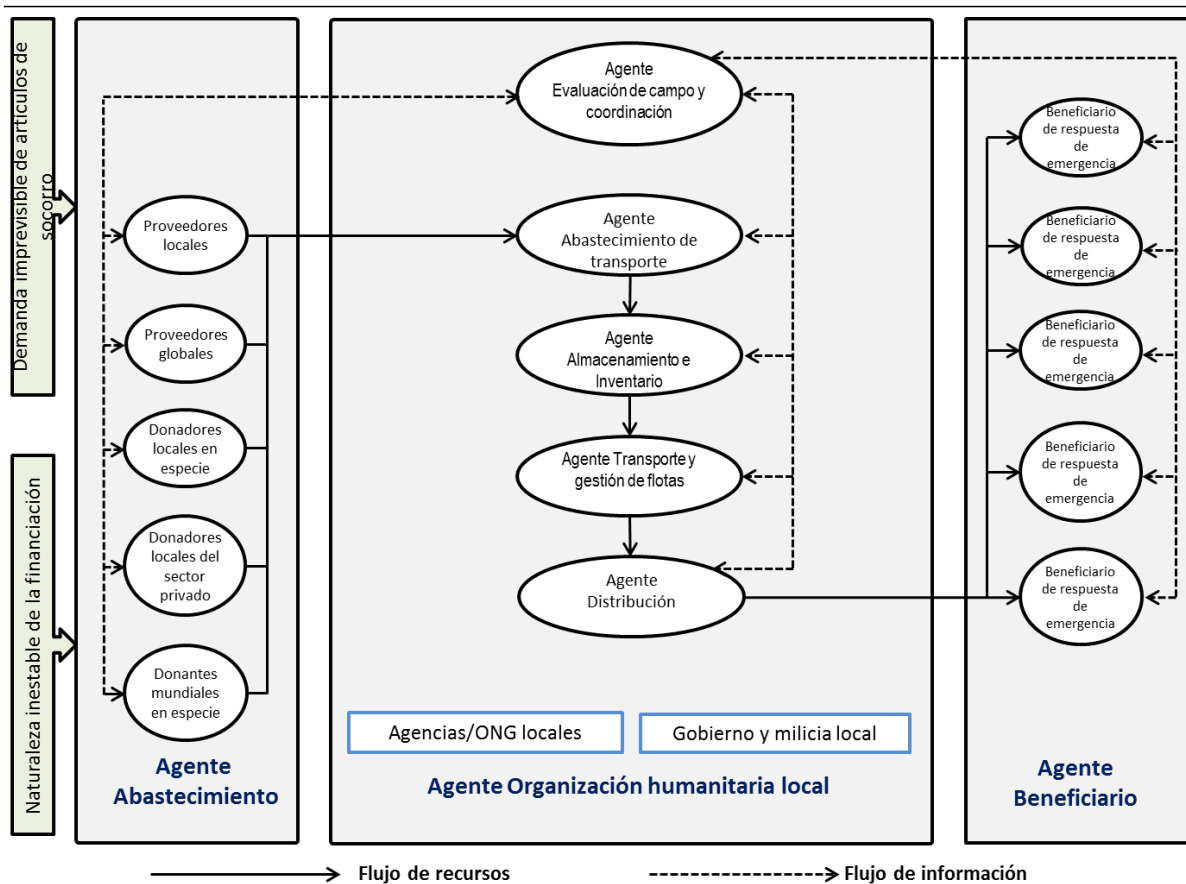 Demanda imprevisible de artículos de
socorro
Naturaleza inestable de la financiación
Proveedores
locales
Proveedores
globales
Donadores
locales en
especie
Donadores
locales del
sector
privado
Donantes
mundiales
en especie
Agente
Abastecimiento
Agente
Evaluación de campo y
coordinación
Agente
Abastecimiento de
transporte
Agente
Almacenamiento e
Inventario
Agente Transporte y
gestión de flotas
Agente
Distribución
Agencias/ONG locales
Gobierno y milicia local
Agente Organización humanitaria local
Beneficiario
de respuesta
de
emergencia
Beneficiario
de respuesta
de
emergencia
Beneficiario
de respuesta
de
emergencia
Beneficiario
de respuesta
de
emergencia
Beneficiario
de respuesta
de
emergencia
Agente
Beneficiario
Flujo de recursos
Flujo de información